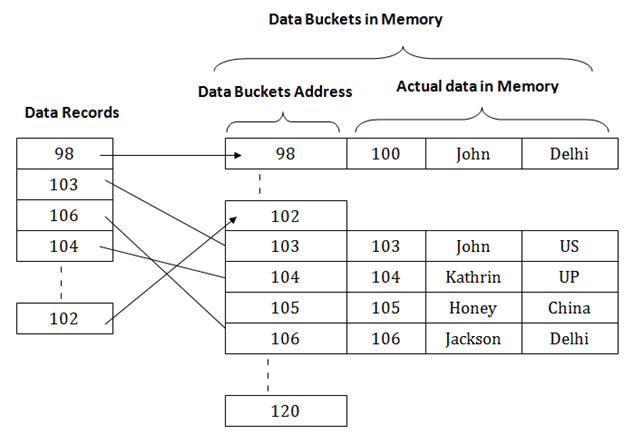 Data Buckets in Memory
Data Buckets Address
Actual data in Memory
Data Records
98
98 100 John Delhi
103
106
102
104
103 103 John US
104 104 Kathrin UP
102
105 105 Honey China
106 106 Jackson Delhi
120